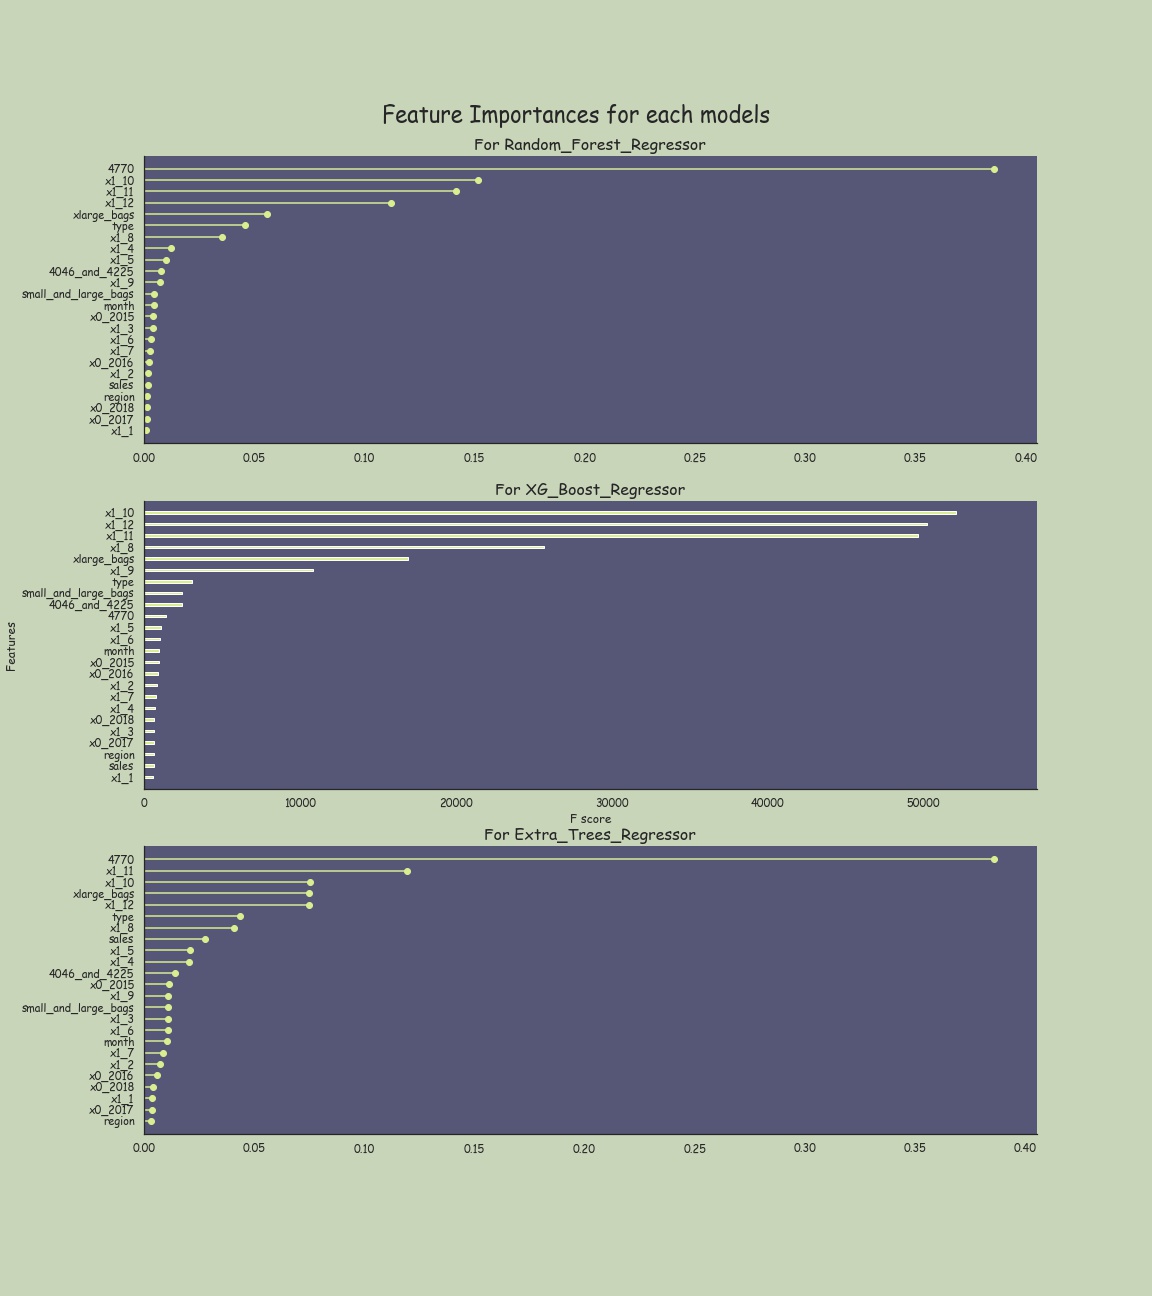 Feature Importances for each models
For Random_Forest_Regressor
4770
x1_10
x1_11
x1_12
xlarge_bags
type
x1_8
x1_4
x1_5
4046_and_4225
x1_9
small_and_large_bags
month
x0_2015
x1_3
x1_6
x1_7
x0_2016
x1_2
sales
region
x0_2018
x0_2017
x1_1
0.00 0.05 0.10 0.15 0.20 0.25 0.30 0.35 0.40
For XG_Boost_Regressor
Features
x1_10
x1_12
x1_11
x1_8
xlarge_bags
x1_9
type
small_and_large_bags
4046_and_4225
4770
x1_5
x1_6
month
x0_2015
x0_2016
x1_2
x1_7
x1_4
x0_2018
x1_3
x0_2017
region
sales
x1_1
0 10000 20000 30000 40000 50000
F score
For Extra_Trees_Regressor
4770
x1_11
x1_10
xlarge_bags
x1_12
type
x1_8
sales
x1_5
x1_4
4046_and_4225
x0_2015
x1_9
small_and_large_bags
x1_3
x1_6
month
x1_7
x1_2
x0_2016
x0_2018
x1_1
x0_2017
region
0.00 0.05 0.10 0.15 0.20 0.25 0.30 0.35 0.40